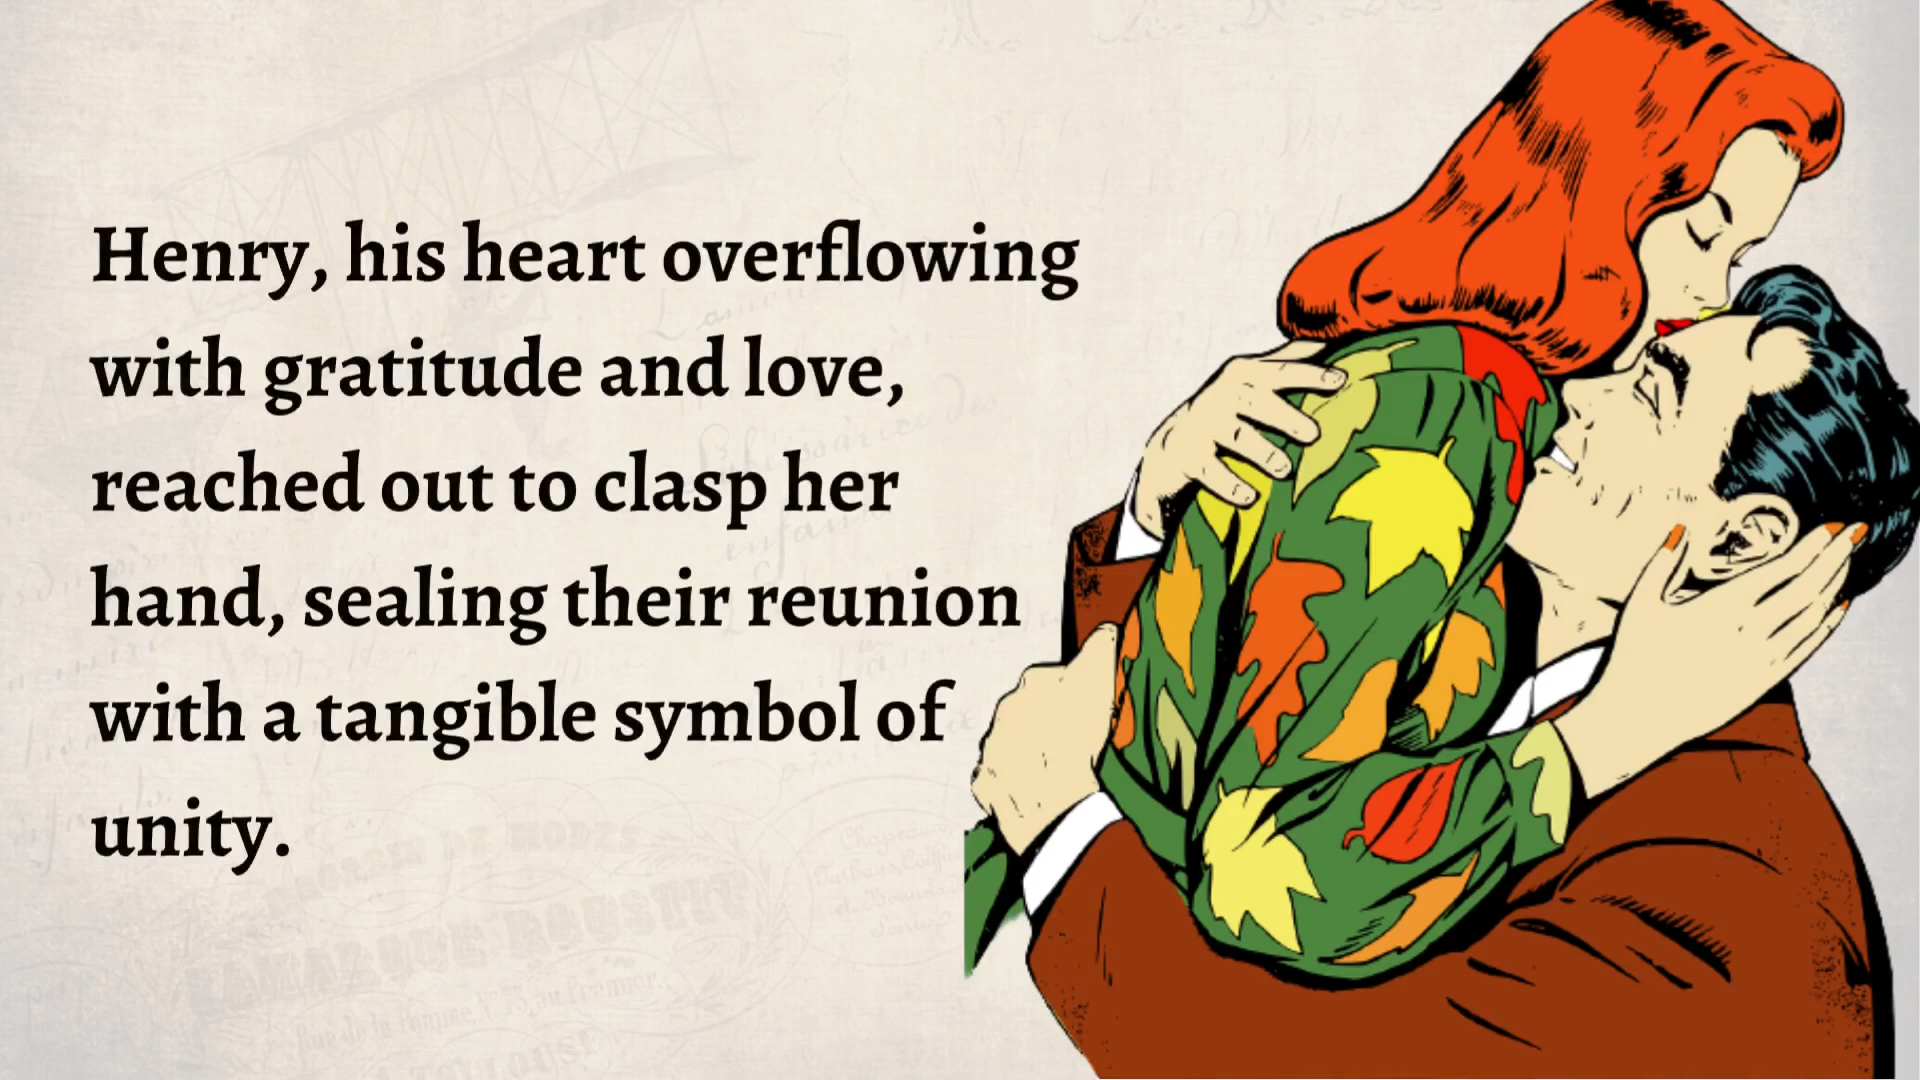 Henry, his heart overflowing
with gratitude and love,
reached out to clasp her
hand, sealing their reunion
with a tangible symbol of
unity.